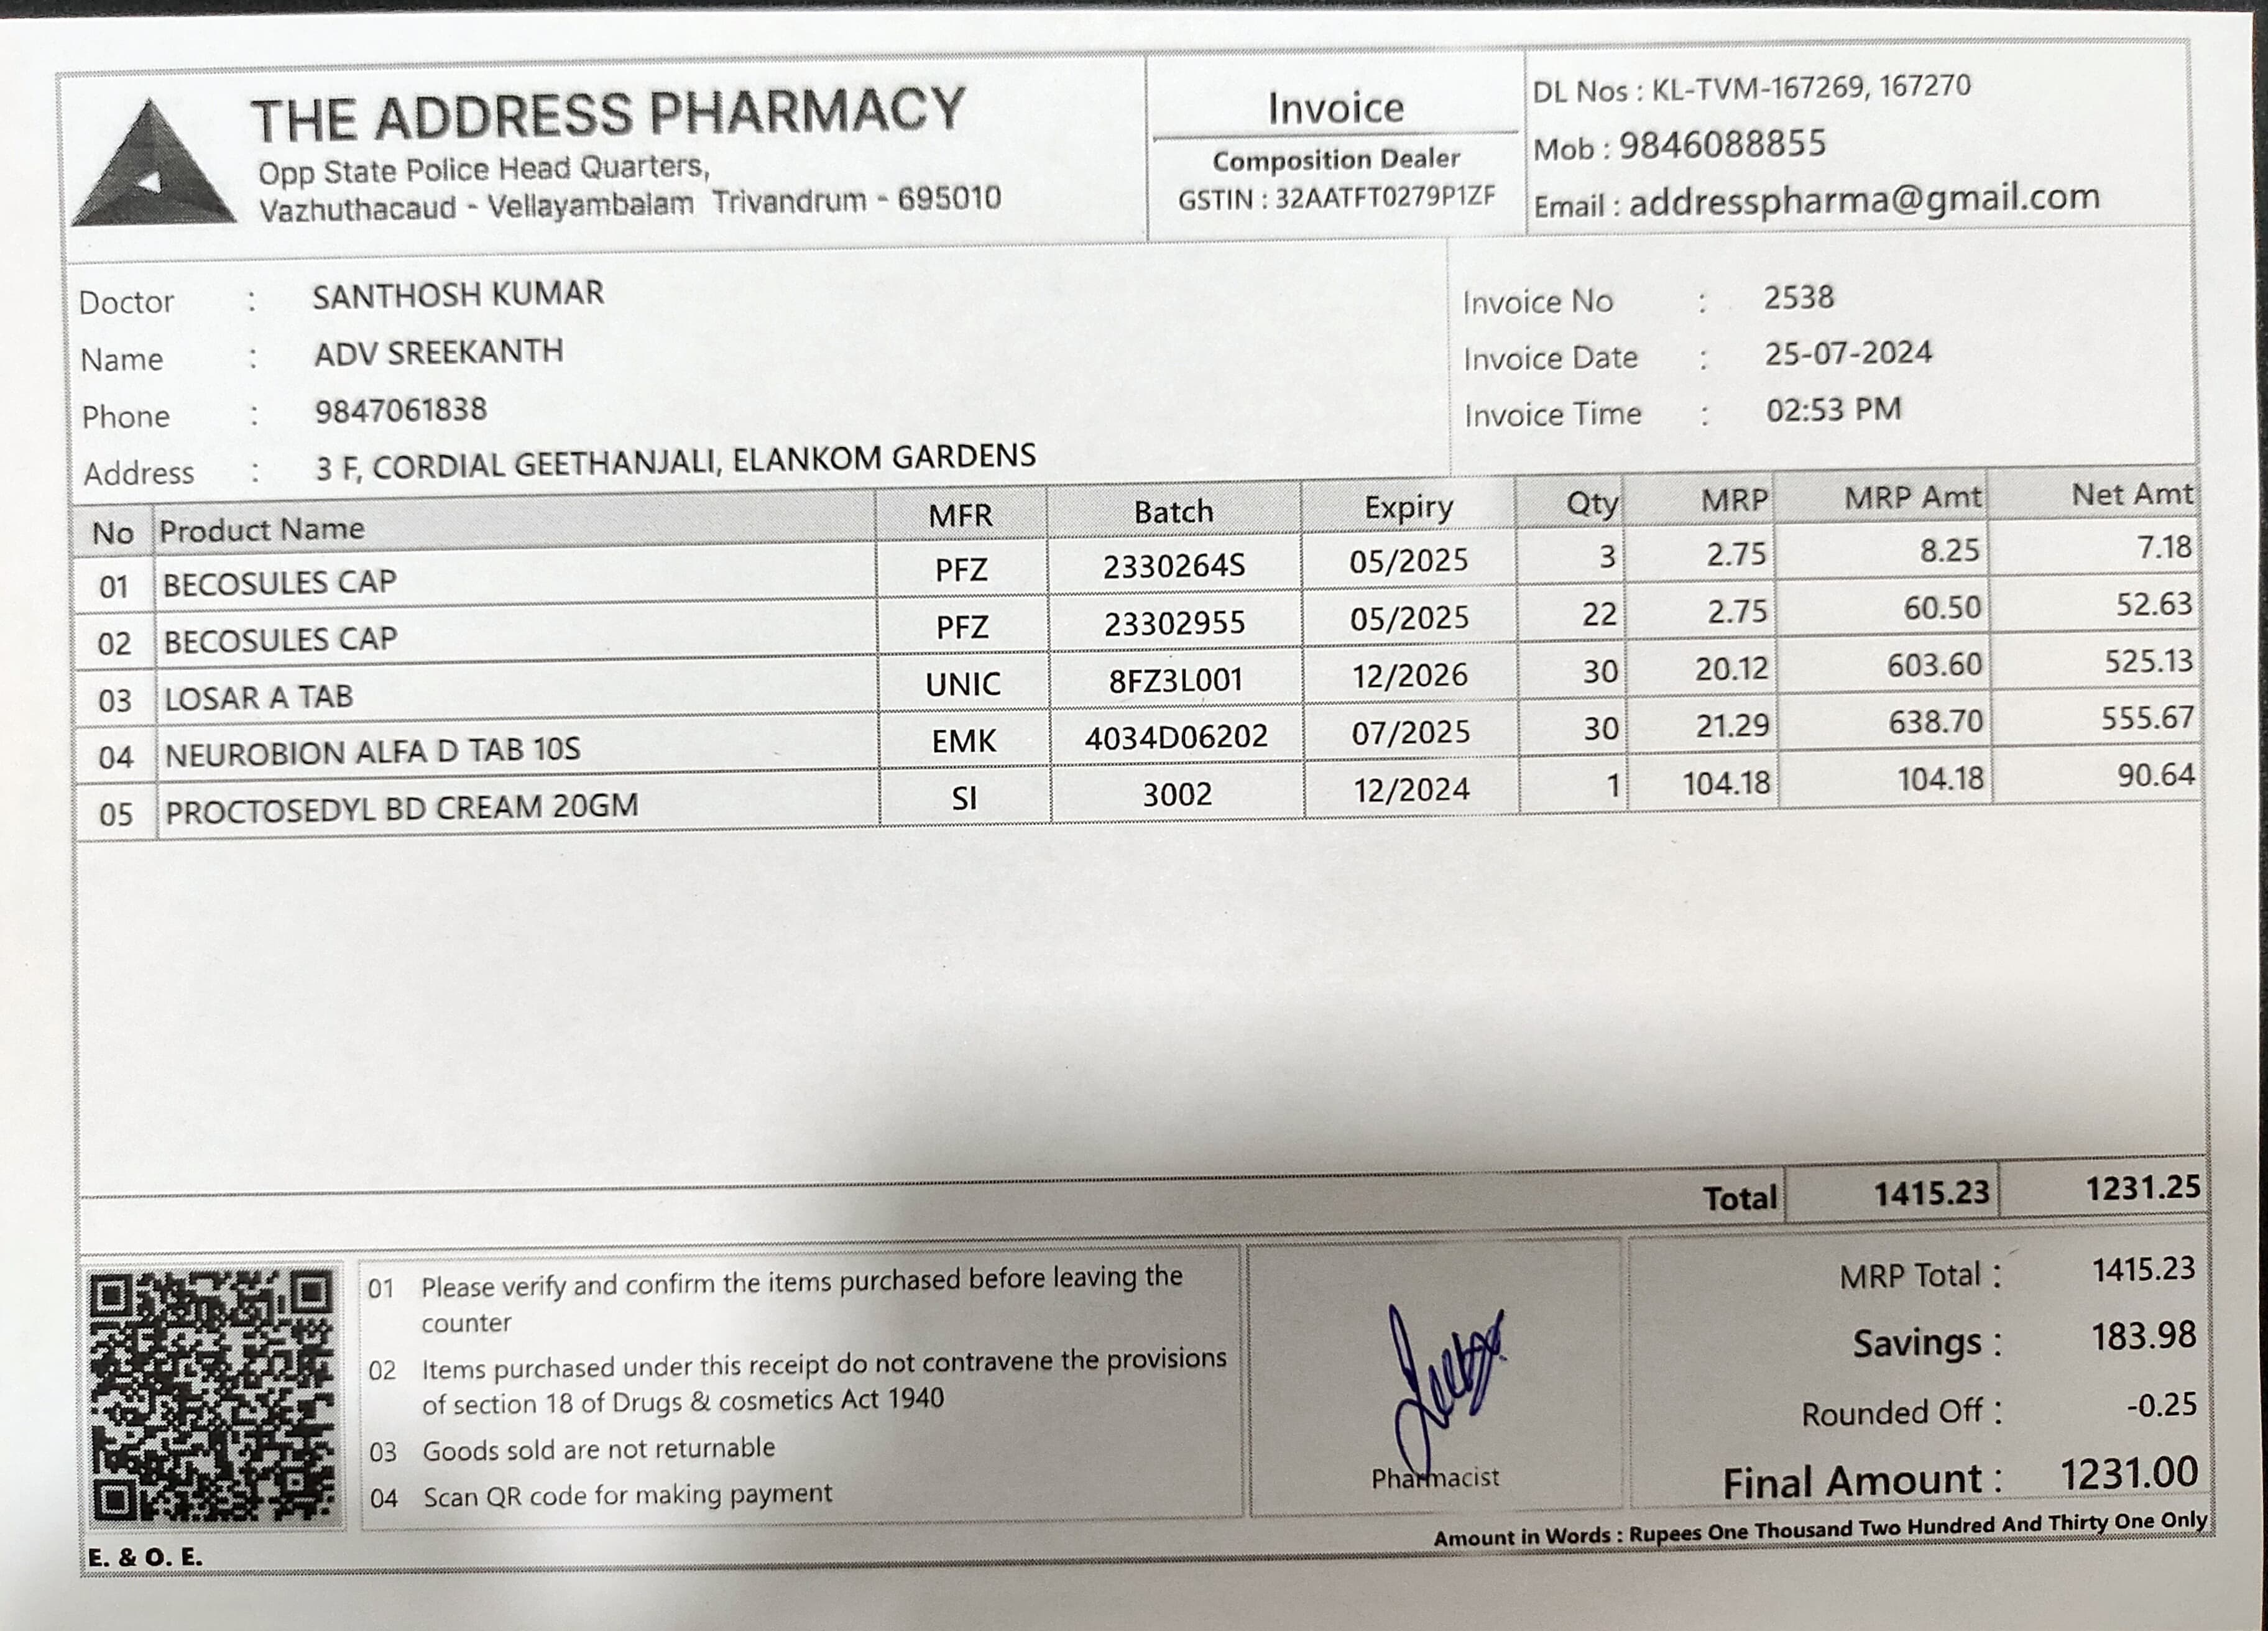 THE ADDRESS PHARMACY
Opp State Police Head Quarters,
Vazhuthacaud - Vellayambalam Trivandrum - 695010
Invoice
Composition Dealer
GSTIN : 32AATFT0279P1ZF
DL Nos : KL-TVM-167269, 167270
Mob : 9846088855
Email : addresspharma@gmail.com
Doctor : SANTHOSH KUMAR
Name : ADV SREEKANTH
Phone : 9847061838
Address : 3 F, CORDIAL GEETHANJALI, ELANKOM GARDENS
Invoice No : 2538
Invoice Date : 25-07-2024
Invoice Time : 02:53 PM
No Product Name MFR Batch Expiry Qty MRP MRP Amt Net Amt
01 BECOSULES CAP PFZ 2330264S 05/2025 3 2.75 8.25 7.18
02 BECOSULES CAP PFZ 23302955 05/2025 22 2.75 60.50 52.63
03 LOSAR A TAB UNIC 8FZ3L001 12/2026 30 20.12 603.60 525.13
04 NEUROBION ALFA D TAB 10S EMK 4034D06202 07/2025 30 21.29 638.70 555.67
05 PROCTOSEDYL BD CREAM 20GM SI 3002 12/2024 1 104.18 104.18 90.64
Total 1415.23 1231.25
01 Please verify and confirm the items purchased before leaving the
counter
02 Items purchased under this receipt do not contravene the provisions
of section 18 of Drugs & cosmetics Act 1940
03 Goods sold are not returnable
04 Scan QR code for making payment
Pharmacist
MRP Total : 1415.23
Savings : 183.98
Rounded Off : -0.25
Final Amount : 1231.00
Amount in Words : Rupees One Thousand Two Hundred And Thirty One Only
E. & O. E.